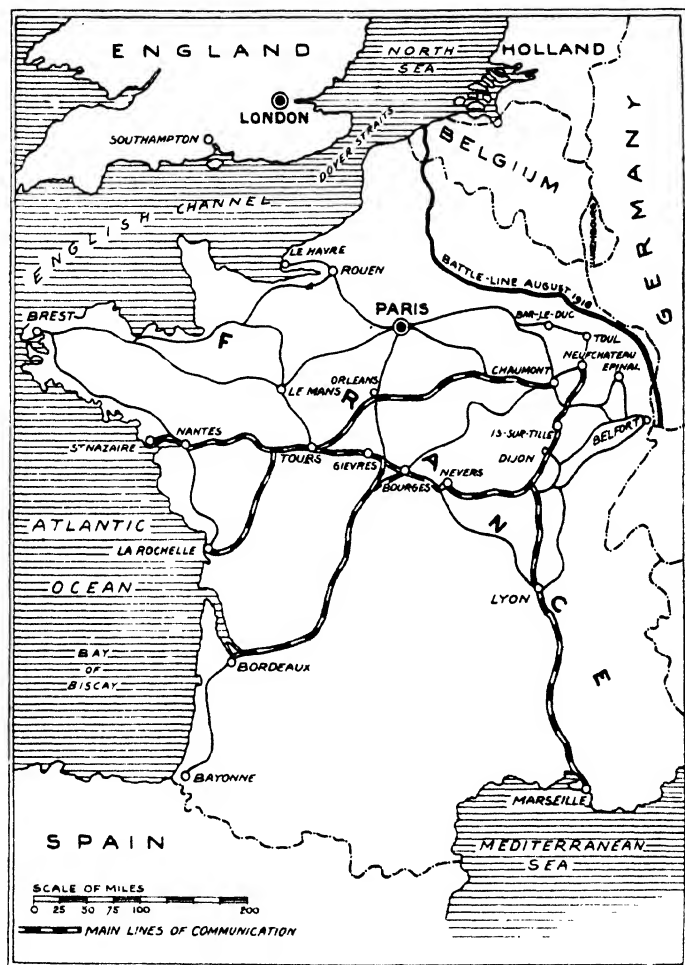 ENGLAND
NORTH SEA
HOLLAND
LONDON
SOUTHAMPTON
DOVER STRAITS
BELGIUM
GERMANY
ENGLISH CHANNEL
LE HAVRE
ROUEN
BATTLE-LINE AUGUST 1918
BREST
PARIS
BAR-LE-DUC
TOUL
NEUFCHATEAU
EPINAL
CHAUMONT
ORLEANS
LE MANS
FRANCE
IS-SUR-TILLE
BELFORT
NANTES
ST NAZAIRE
TOURS
GIEVRES
DIJON
BOURGES
NEVERS
ATLANTIC
OCEAN
LA ROCHELLE
LYON
BAY
OF
BISCAY
BORDEAUX
BAYONNE
MARSEILLE
SPAIN
MEDITERRANEAN
SEA
SCALE OF MILES
0 25 50 75 100 200
MAIN LINES OF COMMUNICATION